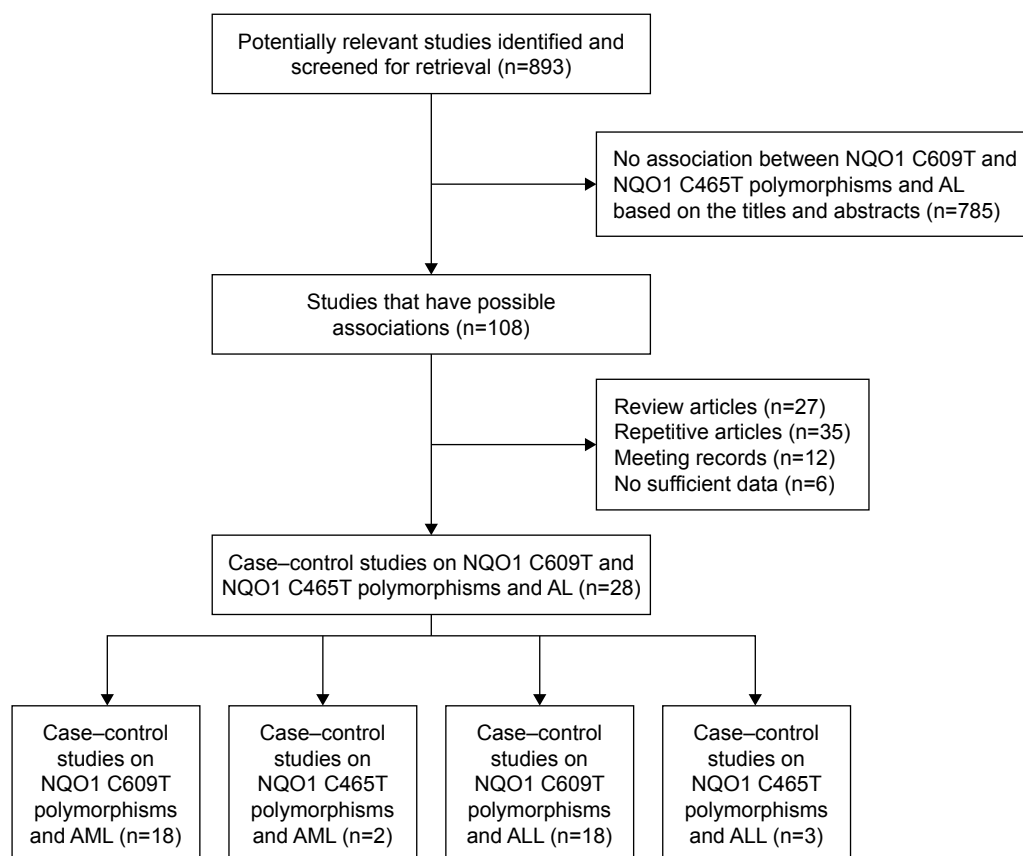 Potentially relevant studies identified and
screened for retrieval (n=893)
No association between NQO1 C609T and
NQO1 C465T polymorphisms and AL
based on the titles and abstracts (n=785)
Studies that have possible
associations (n=108)
Review articles (n=27)
Repetitive articles (n=35)
Meeting records (n=12)
No sufficient data (n=6)
Case–control studies on NQO1 C609T and
NQO1 C465T polymorphisms and AL (n=28)
Case–control
studies on
NQO1 C609T
polymorphisms
and AML (n=18)
Case–control
studies on
NQO1 C465T
polymorphisms
and AML (n=2)
Case–control
studies on
NQO1 C609T
polymorphisms
and ALL (n=18)
Case–control
studies on
NQO1 C465T
polymorphisms
and ALL (n=3)